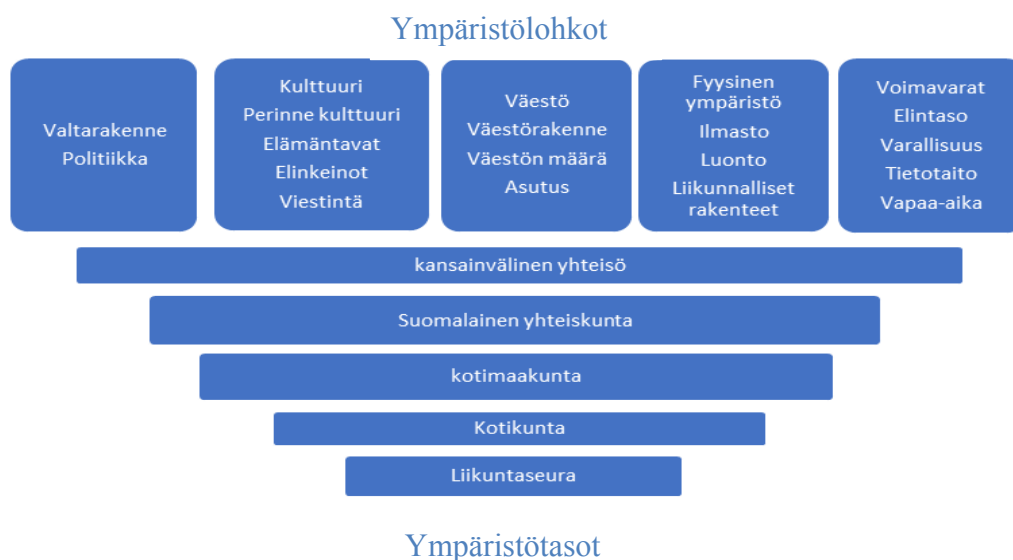 Ympäristölohkot
Valtarakenne
Politiikka
Kulttuuri
Perinne kulttuuri
Elämäntavat
Elinkeinot
Viestintä
Väestö
Väestörakenne
Väestön määrä
Asutus
Fyysinen
ympäristö
Ilmasto
Luonto
Liikunnalliset
rakenteet
Voimavarat
Elintaso
Varallisuus
Tietotaito
Vapaa-aika
kansainvälinen yhteisö
Suomalainen yhteiskunta
kotimaakunta
Kotikunta
Liikuntaseura
Ympäristötasot